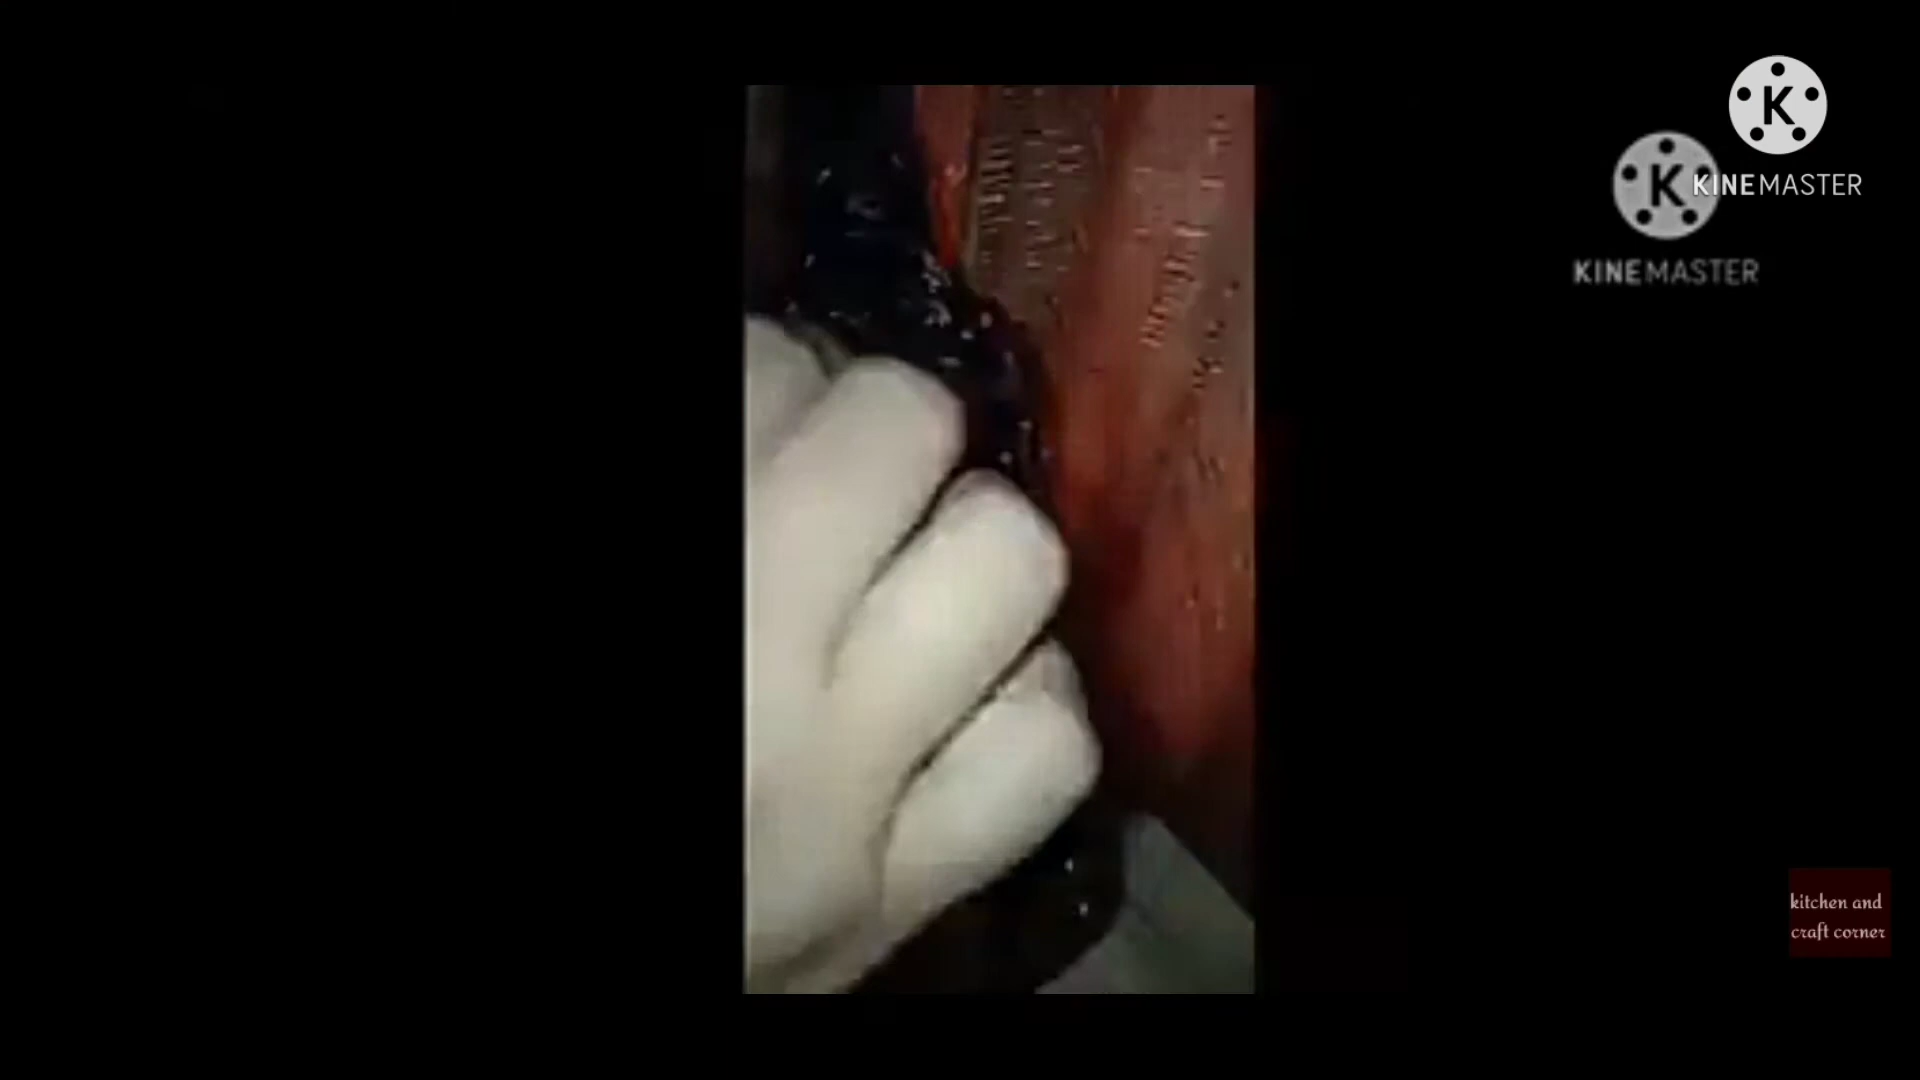 K
KINEMASTER
K
KINEMASTER
kitchen and
craft corner